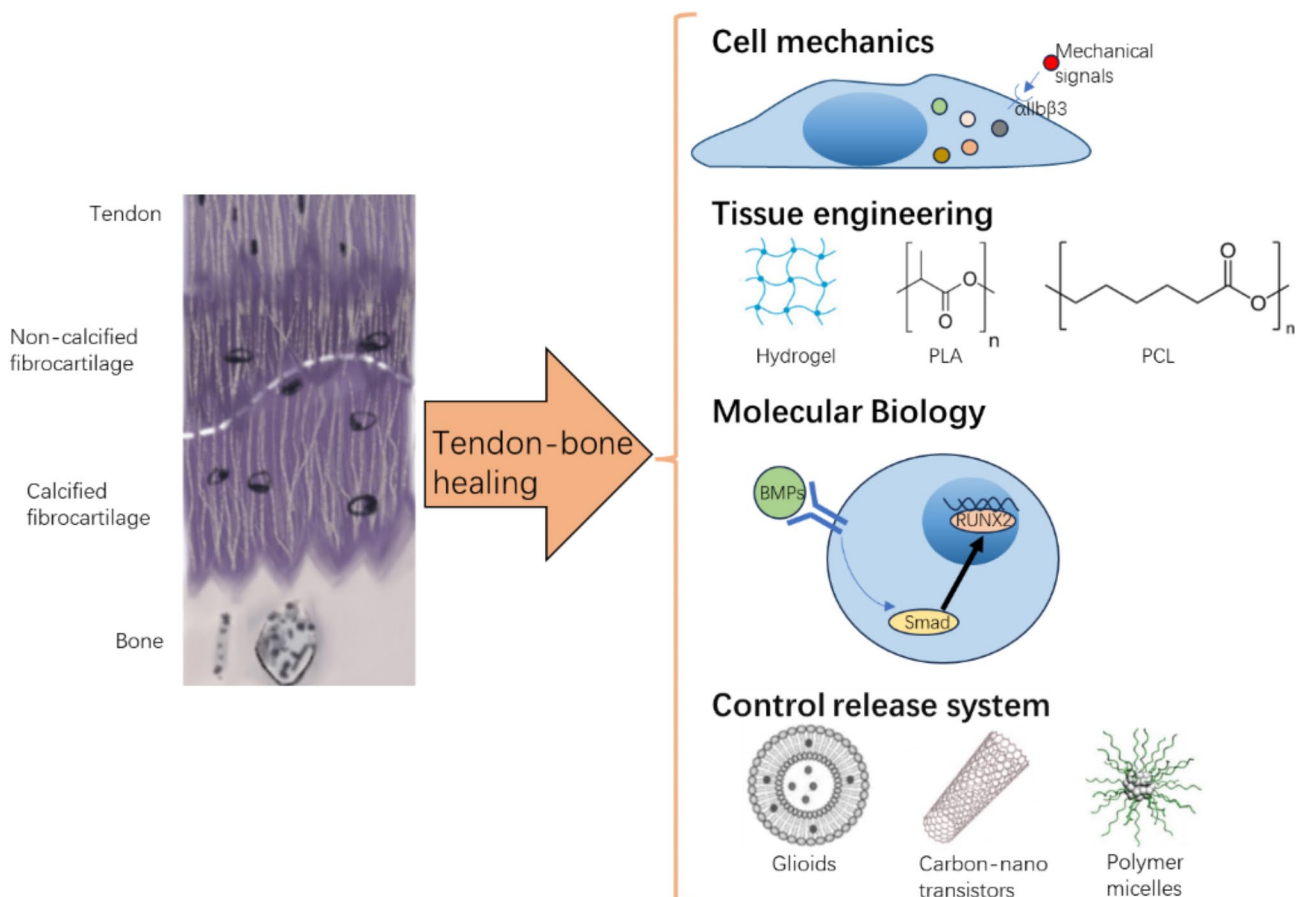 Tendon
Non-calcified
fibrocartilage
Calcified
fibrocartilage
Bone
Tendon-bone
healing
Cell mechanics
Mechanical
signals
αllbβ3
Tissue engineering
O
O
n
Hydrogel
PLA
O
O
n
PCL
Molecular Biology
BMPs
RUNX2
Smad
Control release system
Glioids
Carbon-nano
transistors
Polymer
micelles